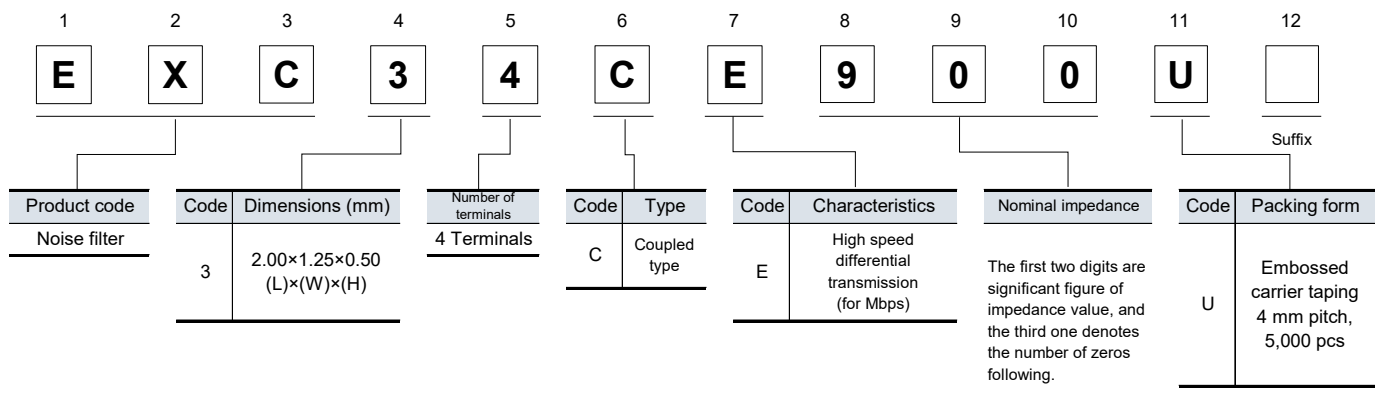 1 2 3 4 5 6 7 8 9 10 11 12
E X C 3 4 C E 9 0 0 U
Suffix
Product code
Noise filter
Code Dimensions (mm)
3 2.00×1.25×0.50
(L)×(W)×(H)
Number of
terminals
4 Terminals
Code Type
C Coupled
type
Code Characteristics
E High speed
differential
transmission
(for Mbps)
Nominal impedance
The first two digits are
significant figure of
impedance value, and
the third one denotes
the number of zeros
following.
Code Packing form
U Embossed
carrier taping
4 mm pitch,
5,000 pcs